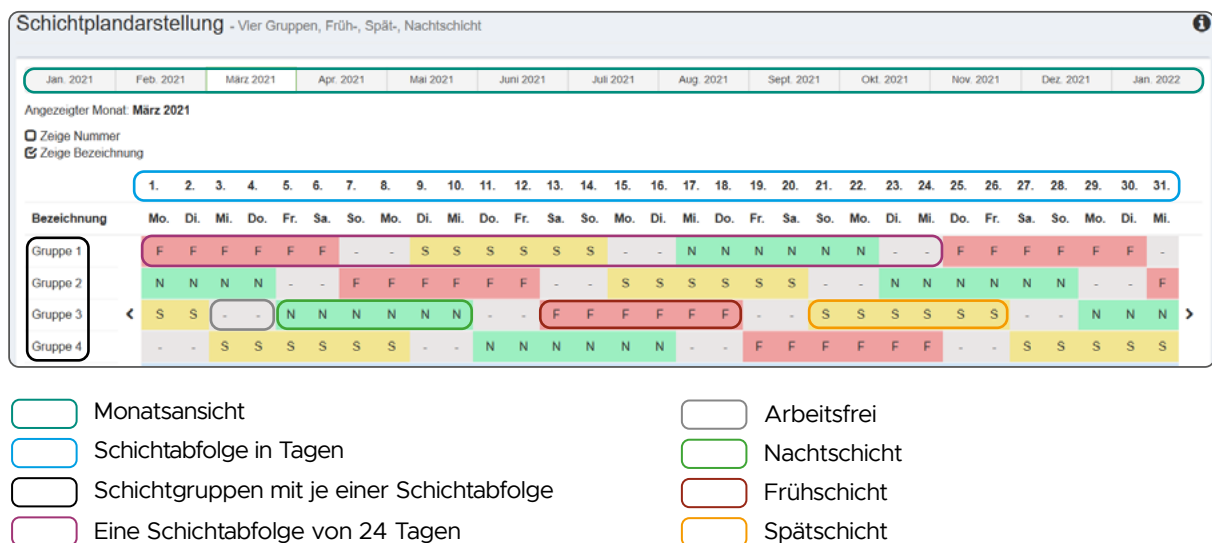 Schichtplandarstellung - Vier Gruppen, Früh-, Spät-, Nachtschicht
Jan. 2021 Feb. 2021 März 2021 Apr. 2021 Mai 2021 Juni 2021 Juli 2021 Aug. 2021 Sept. 2021 Okt. 2021 Nov. 2021 Dez. 2021 Jan. 2022
Angezeigter Monat: März 2021
Zeige Nummer
Zeige Bezeichnung
1. 2. 3. 4. 5. 6. 7. 8. 9. 10. 11. 12. 13. 14. 15. 16. 17. 18. 19. 20. 21. 22. 23. 24. 25. 26. 27. 28. 29. 30. 31.
Bezeichnung Mo. Di. Mi. Do. Fr. Sa. So. Mo. Di. Mi. Do. Fr. Sa. So. Mo. Di. Mi. Do. Fr. Sa. So. Mo. Di. Mi. Do. Fr. Sa. So. Mo. Di. Mi.
Gruppe 1 F F F F F F - - S S S S S S - - N N N N N N - - F F F F F F -
Gruppe 2 N N N N - - F F F F F F - - S S S S S S - - N N N N N N - - F
Gruppe 3 S S - - N N N N N N - - F F F F F F - - S S S S S S - - N N N
Gruppe 4 - - S S S S S S - - N N N N N N - - F F F F F F - - S S S S S
Monatsansicht
Schichtabfolge in Tagen
Schichtgruppen mit je einer Schichtabfolge
Eine Schichtabfolge von 24 Tagen
Arbeitsfrei
Nachtschicht
Frühschicht
Spätschicht